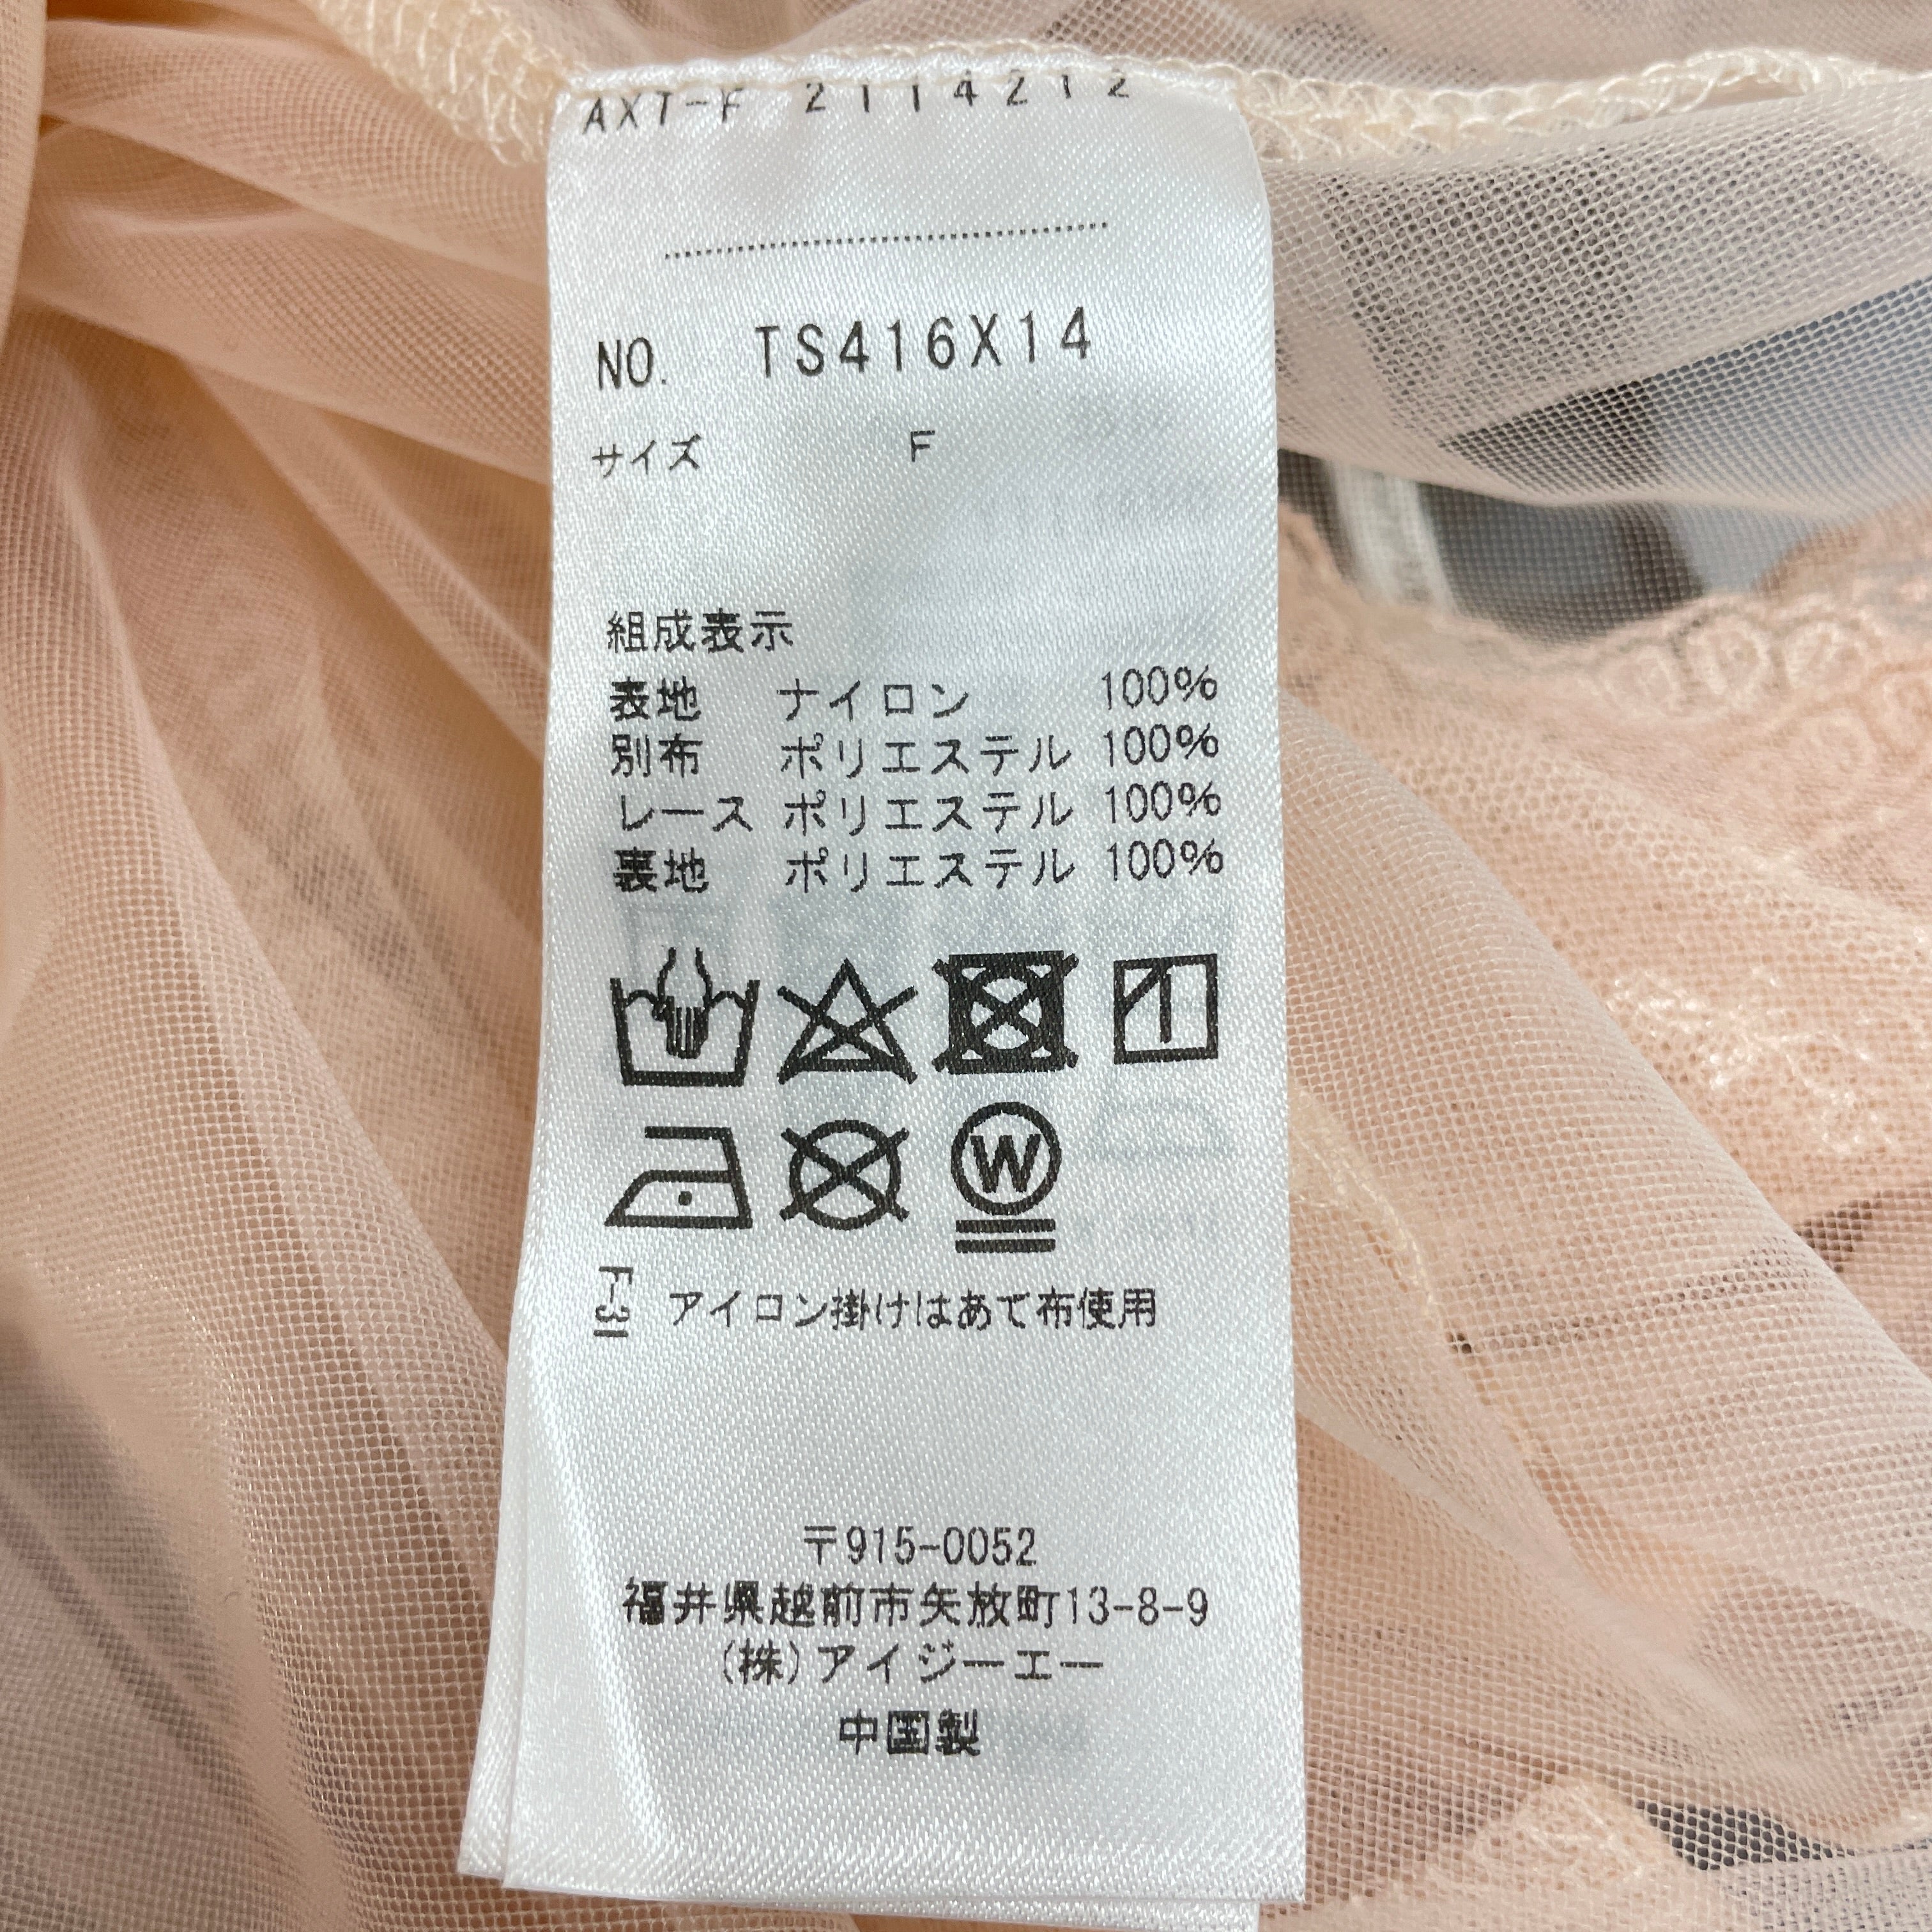 AXT-F 2114212
NO. TS416X14
サイズ F
組成表示
表地 ナイロン 100%
別布 ポリエステル 100%
レース ポリエステル 100%
裏地 ポリエステル 100%
W
F-31 アイロン掛けはあて布使用
〒915-0052
福井県越前市矢放町13-8-9
(株)アイジーエー
中国製